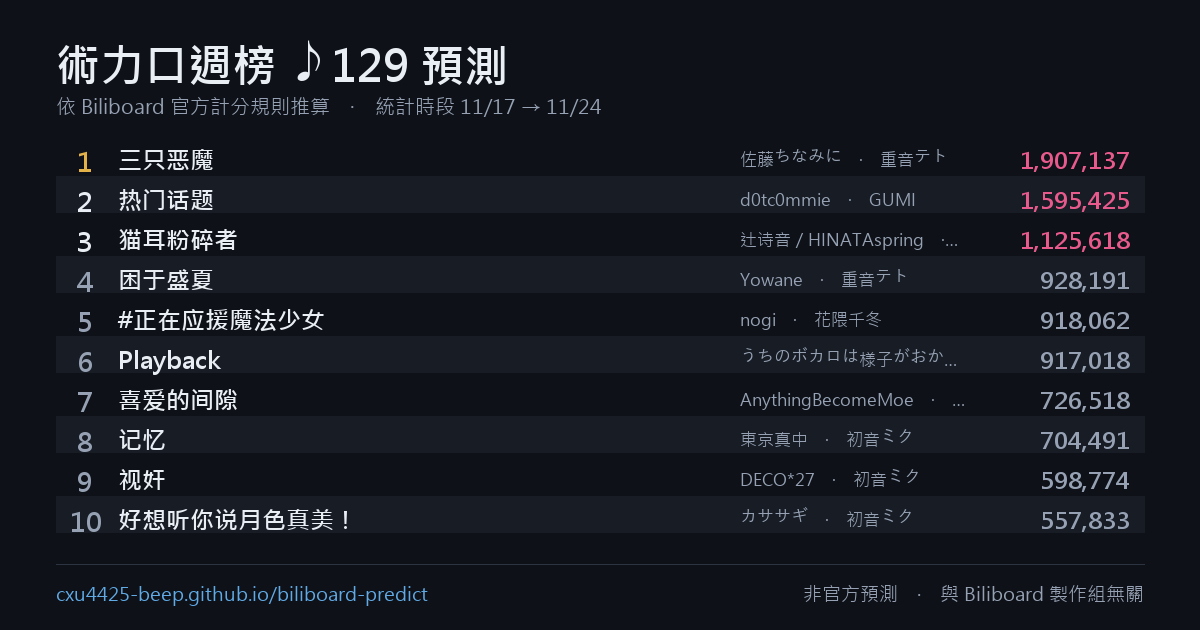 術力口週榜 ♪129 預測
依 Biliboard 官方計分規則推算 · 統計時段 11/17 → 11/24
1 三只恶魔 佐藤ちなみに · 重音テト 1,907,137
2 热门话题 d0tc0mmie · GUMI 1,595,425
3 猫耳粉碎者 辻诗音 / HINATAspring ·… 1,125,618
4 困于盛夏 Yowane · 重音テト 928,191
5 #正在应援魔法少女 nogi · 花隈千冬 918,062
6 Playback うちのボカロは様子がおか… 917,018
7 喜爱的间隙 AnythingBecomeMoe · … 726,518
8 记忆 東京真中 · 初音ミク 704,491
9 视奸 DECO*27 · 初音ミク 598,774
10 好想听你说月色真美！ カササギ · 初音ミク 557,833
cxu4425-beep.github.io/biliboard-predict 非官方預測 · 與 Biliboard 製作組無關